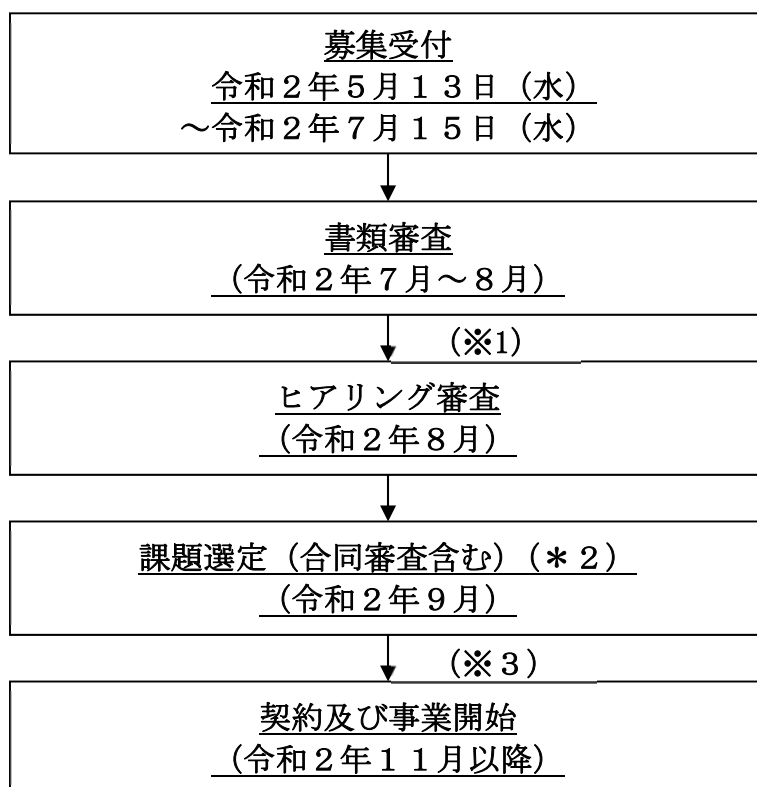 募集受付
令和２年５月１３日（水）
～令和２年７月１５日（水）
書類審査
（令和２年７月～８月）
（※1）
ヒアリング審査
（令和２年８月）
課題選定（合同審査含む）（＊２）
（令和２年９月）
（※３）
契約及び事業開始
（令和２年１１月以降）